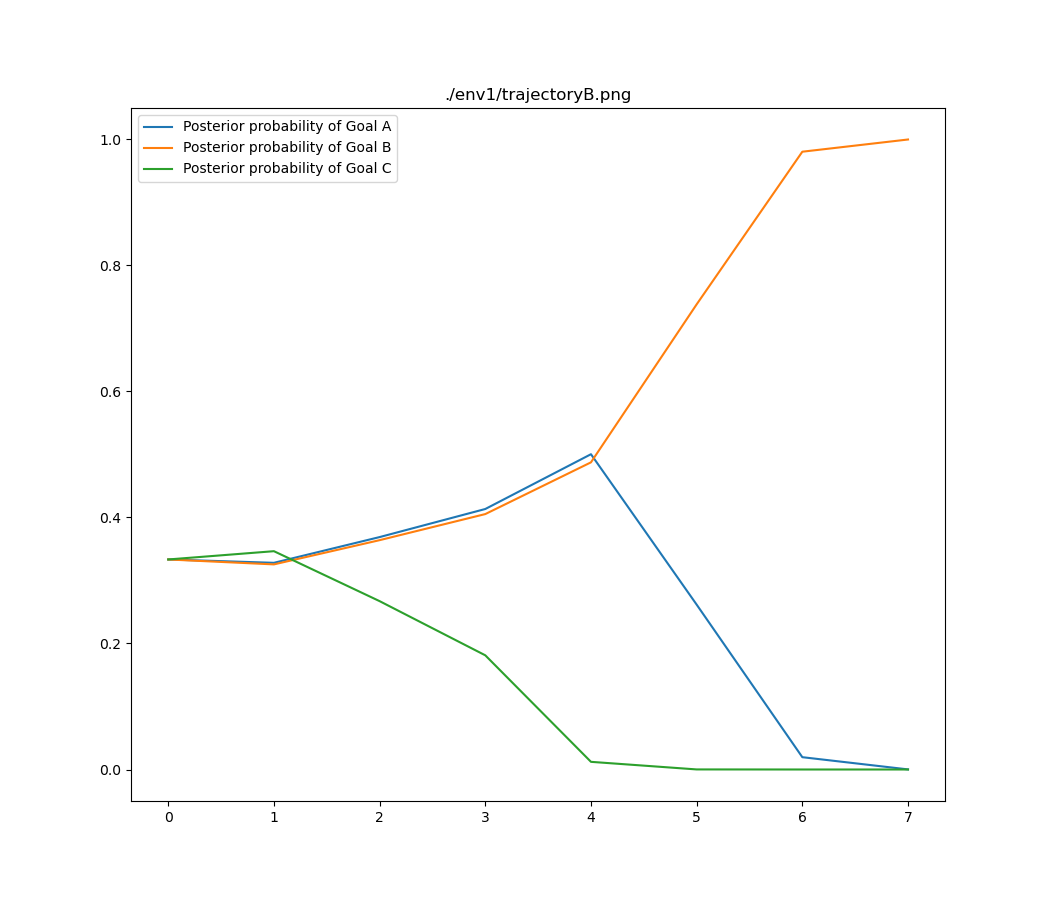 ./env1/trajectoryB.png
Posterior probability of Goal A
Posterior probability of Goal B
Posterior probability of Goal C
1.0
0.8
0.6
0.4
0.2
0.0
0 1 2 3 4 5 6 7